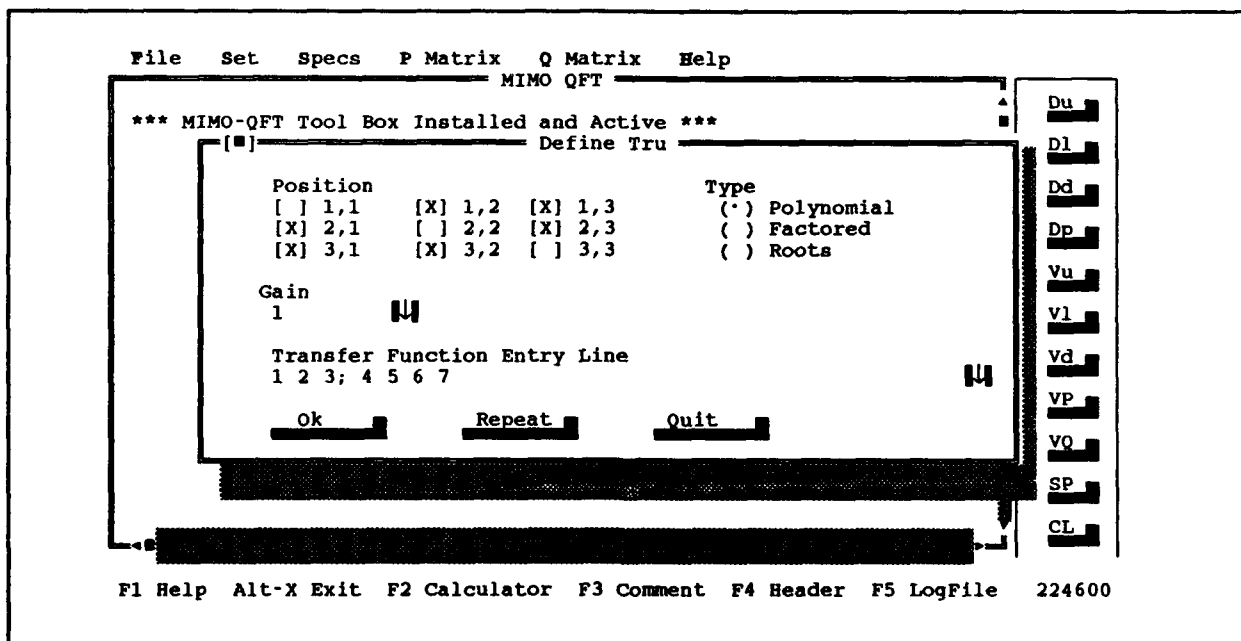 File Set Specs P Matrix Q Matrix Help
MIMO QFT
*** MIMO-QFT Tool Box Installed and Active ***
[■] Define Tru
Position Type
[ ] 1,1 [X] 1,2 [X] 1,3 (·) Polynomial
[X] 2,1 [ ] 2,2 [X] 2,3 ( ) Factored
[X] 3,1 [X] 3,2 [ ] 3,3 ( ) Roots
Gain
1
Transfer Function Entry Line
1 2 3; 4 5 6 7
Ok Repeat Quit
Du
Dl
Dd
Dp
Vu
Vl
Vd
VP
VQ
SP
CL
F1 Help Alt-X Exit F2 Calculator F3 Comment F4 Header F5 LogFile 224600